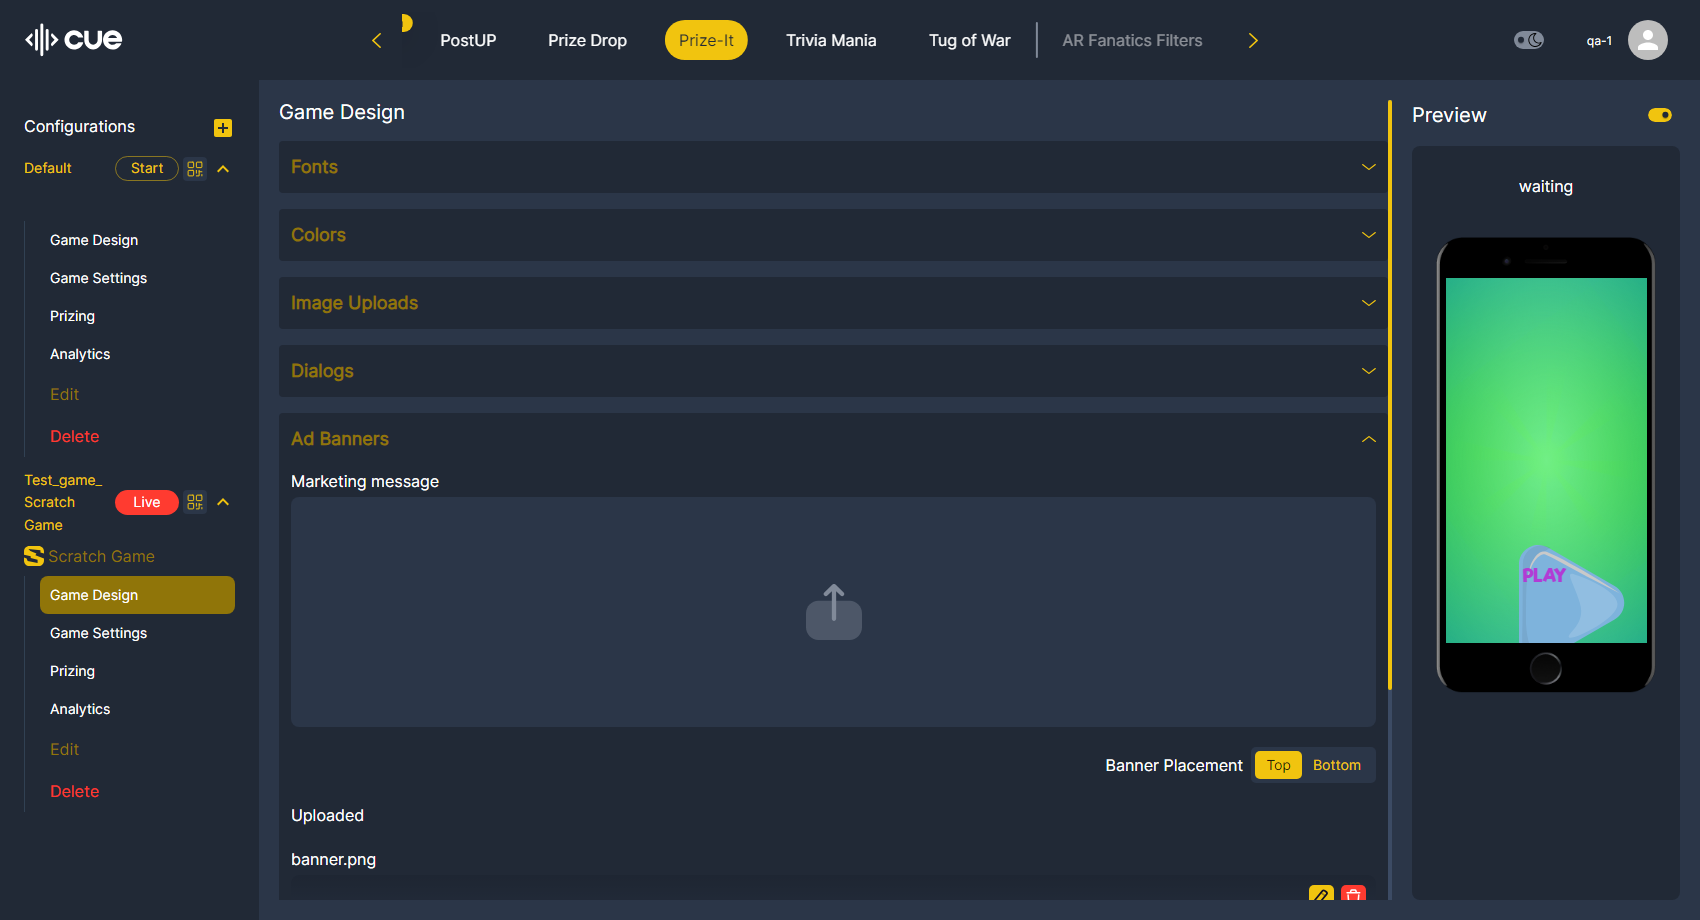 cue
PostUP
Prize Drop
Prize-It
Trivia Mania
Tug of War
AR Fanatics Filters
qa-1
Configurations
Default
Start
Game Design
Game Settings
Prizing
Analytics
Edit
Delete
Test_game_
Scratch
Game
Live
Scratch Game
Game Design
Game Settings
Prizing
Analytics
Edit
Delete
Game Design
Fonts
Colors
Image Uploads
Dialogs
Ad Banners
Marketing message
Banner Placement
Top
Bottom
Uploaded
banner.png
Preview
waiting
PLAY